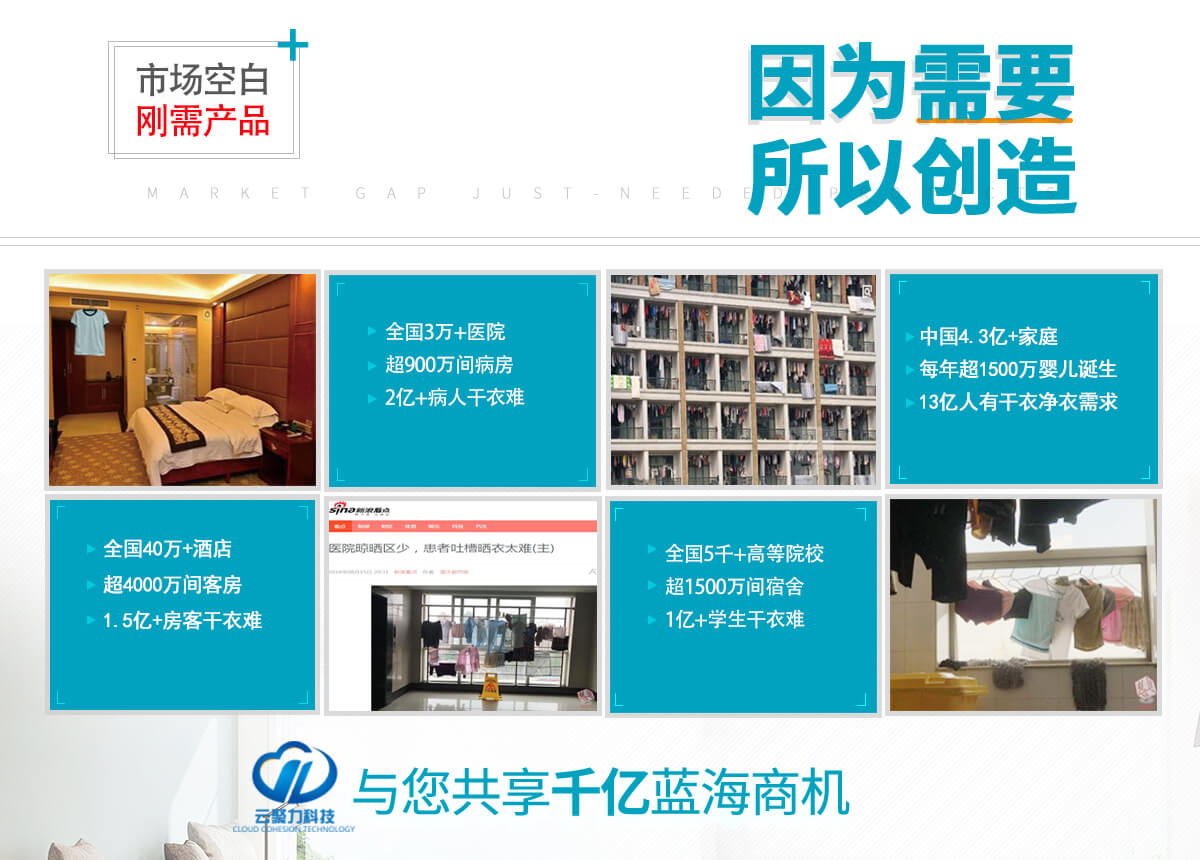 市场空白
刚需产品
因为需要
所以创造
MARKET GAP JUST-NEEDED
全国3万+医院
超900万间病房
2亿+病人干衣难
中国4.3亿+家庭
每年超1500万婴儿诞生
13亿人有干衣净衣需求
全国40万+酒店
超4000万间客房
1.5亿+房客干衣难
sina新浪看点
医院晾晒区少，患者吐槽晒衣太难(主)
全国5千+高等院校
超1500万间宿舍
1亿+学生干衣难
云聚力科技
CLOUD COHESION TECHNOLOGY
与您共享千亿蓝海商机